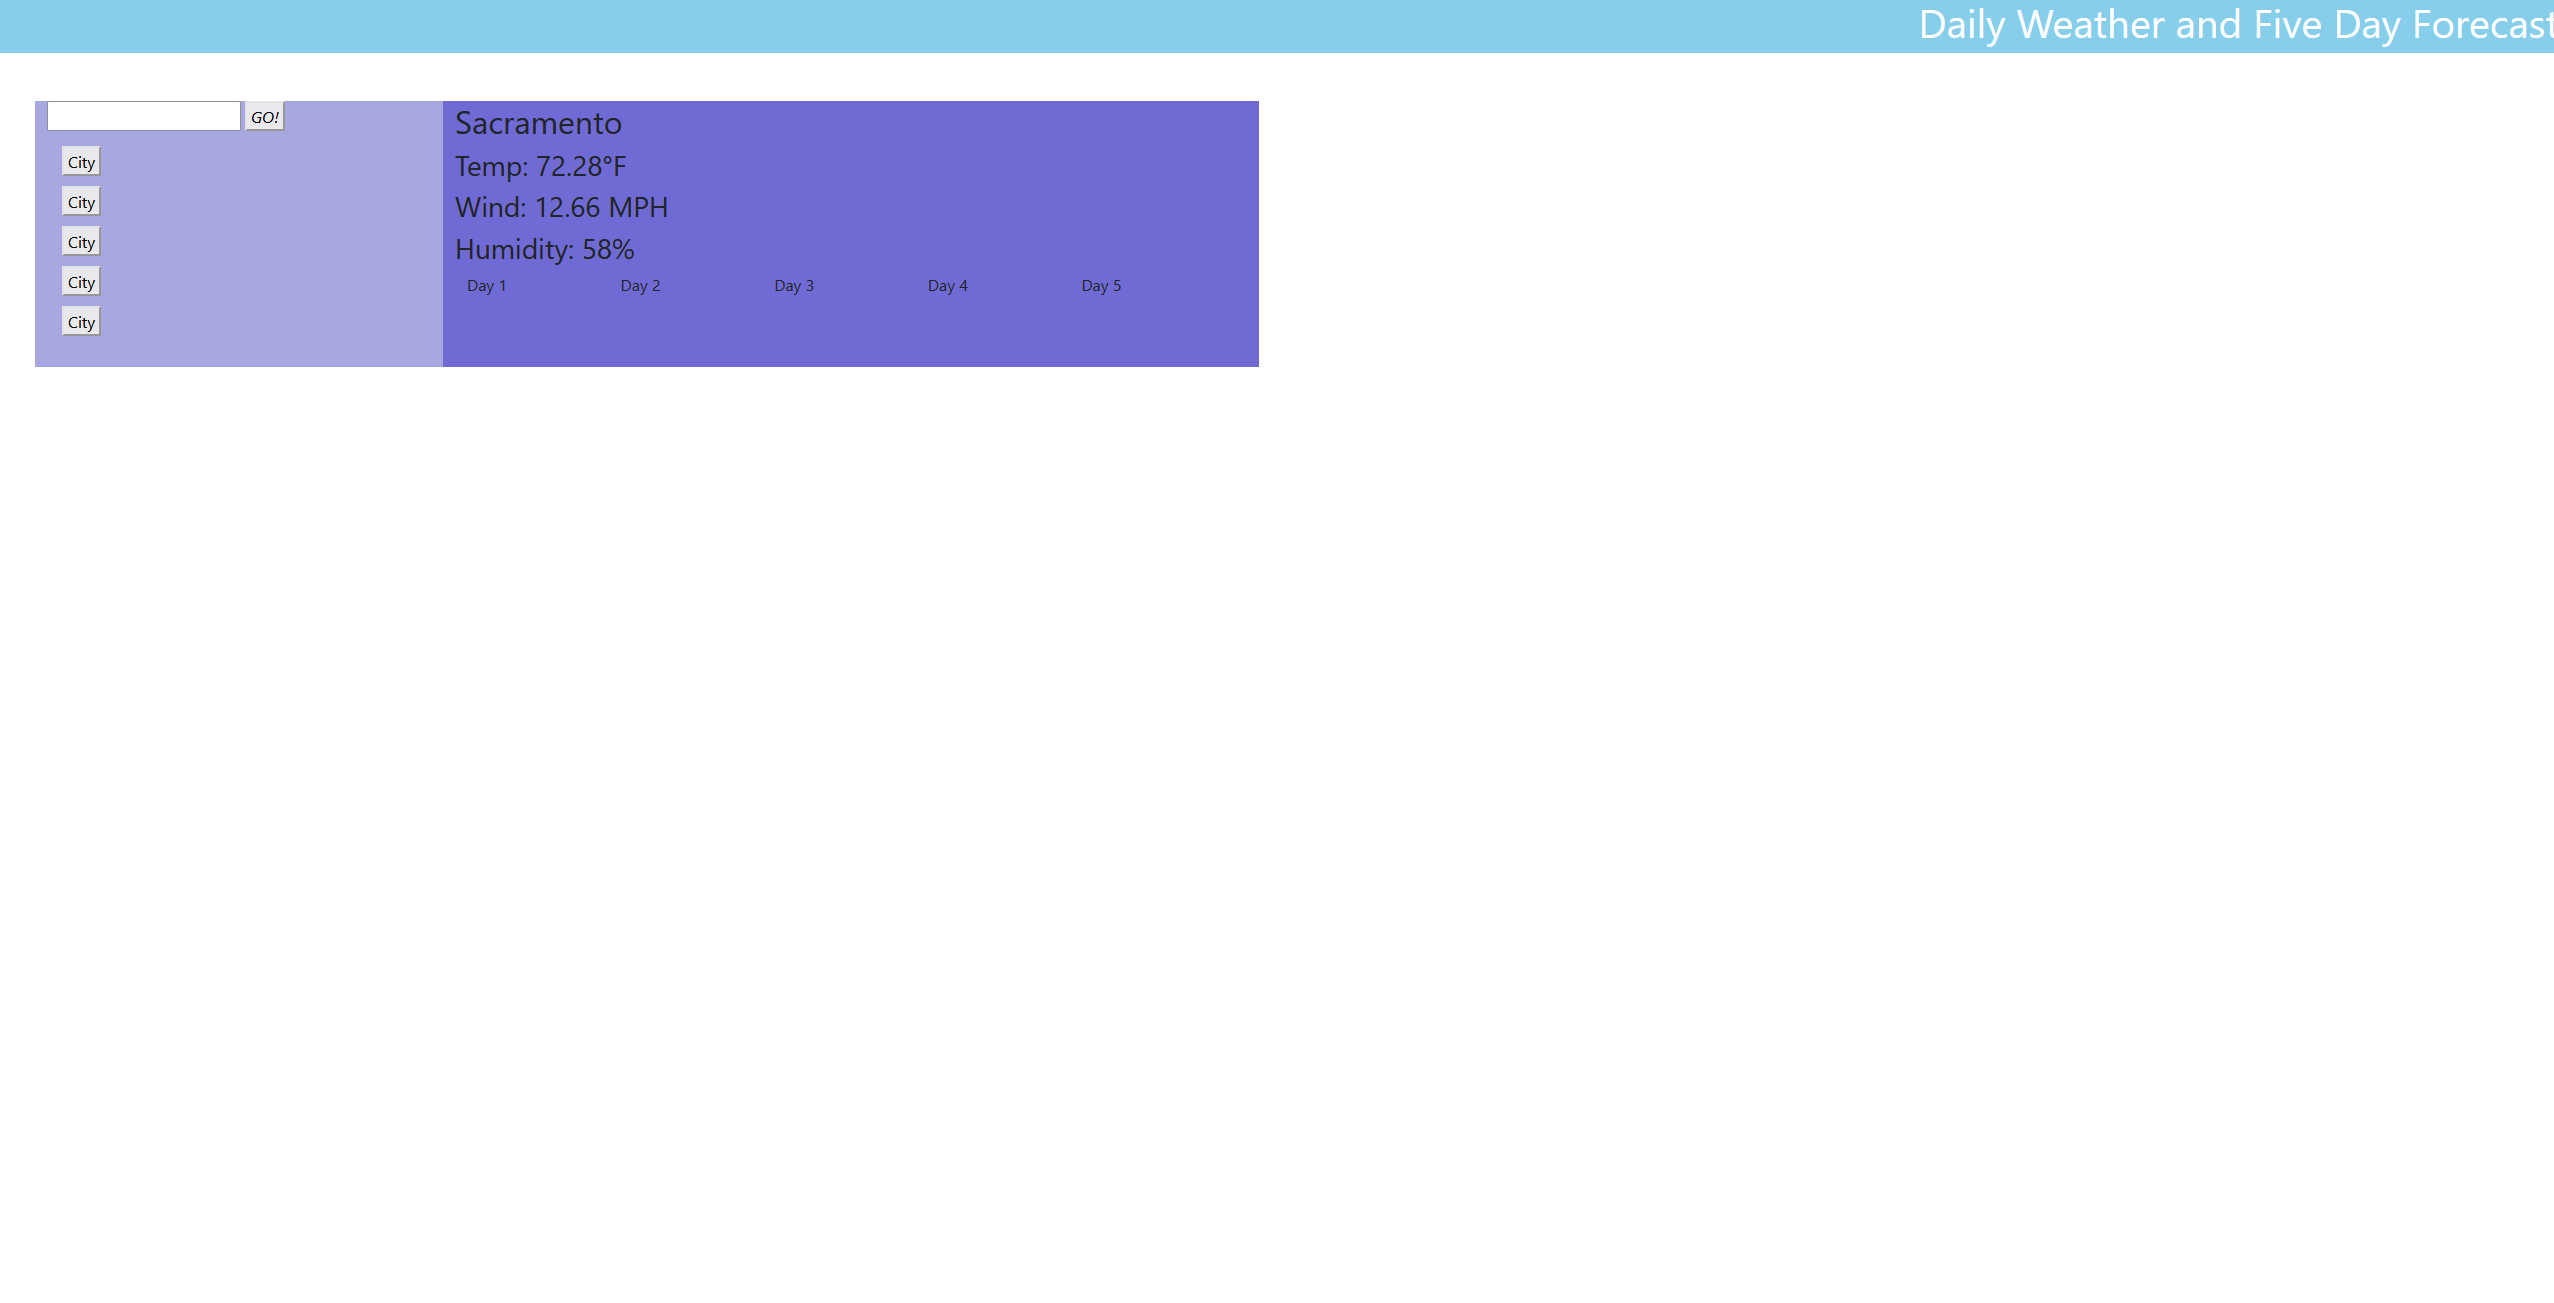 Daily Weather and Five Day Forecast
GO!
City
City
City
City
City
Sacramento
Temp: 72.28°F
Wind: 12.66 MPH
Humidity: 58%
Day 1 Day 2 Day 3 Day 4 Day 5